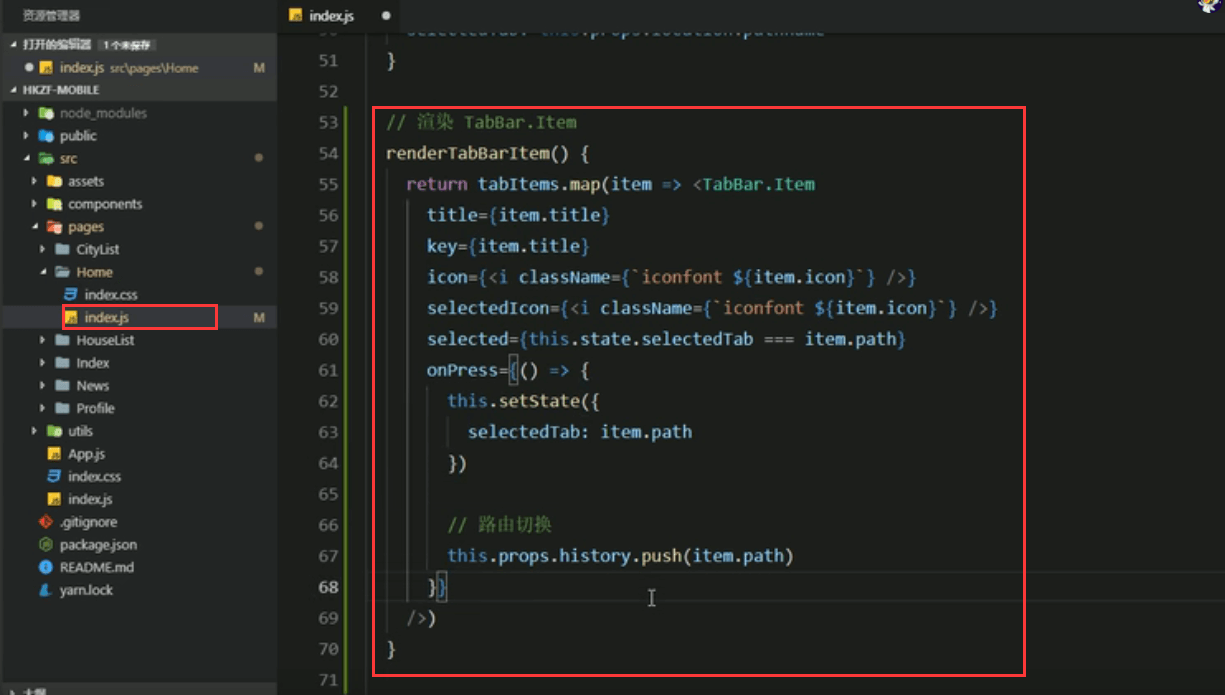 资源管理器
打开的编辑器 1 个未保存
index.js src\pages\Home M
HKZF-MOBILE
node_modules
public
src
assets
components
pages
CityList
Home
index.css
index.js M
HouseList
Index
News
Profile
utils
App.js
index.css
index.js
.gitignore
package.json
README.md
yarn.lock
大纲
index.js
selectedTab: this.props.location.pathname
51 }
52
53 // 渲染 TabBar.Item
54 renderTabBarItem() {
55 return tabItems.map(item => <TabBar.Item
56 title={item.title}
57 key={item.title}
58 icon={<i className={`iconfont ${item.icon}`} />}
59 selectedIcon={<i className={`iconfont ${item.icon}`} />}
60 selected={this.state.selectedTab === item.path}
61 onPress={() => {
62 this.setState({
63 selectedTab: item.path
64 })
65
66 // 路由切换
67 this.props.history.push(item.path)
68 }}
69 />)
70 }
71